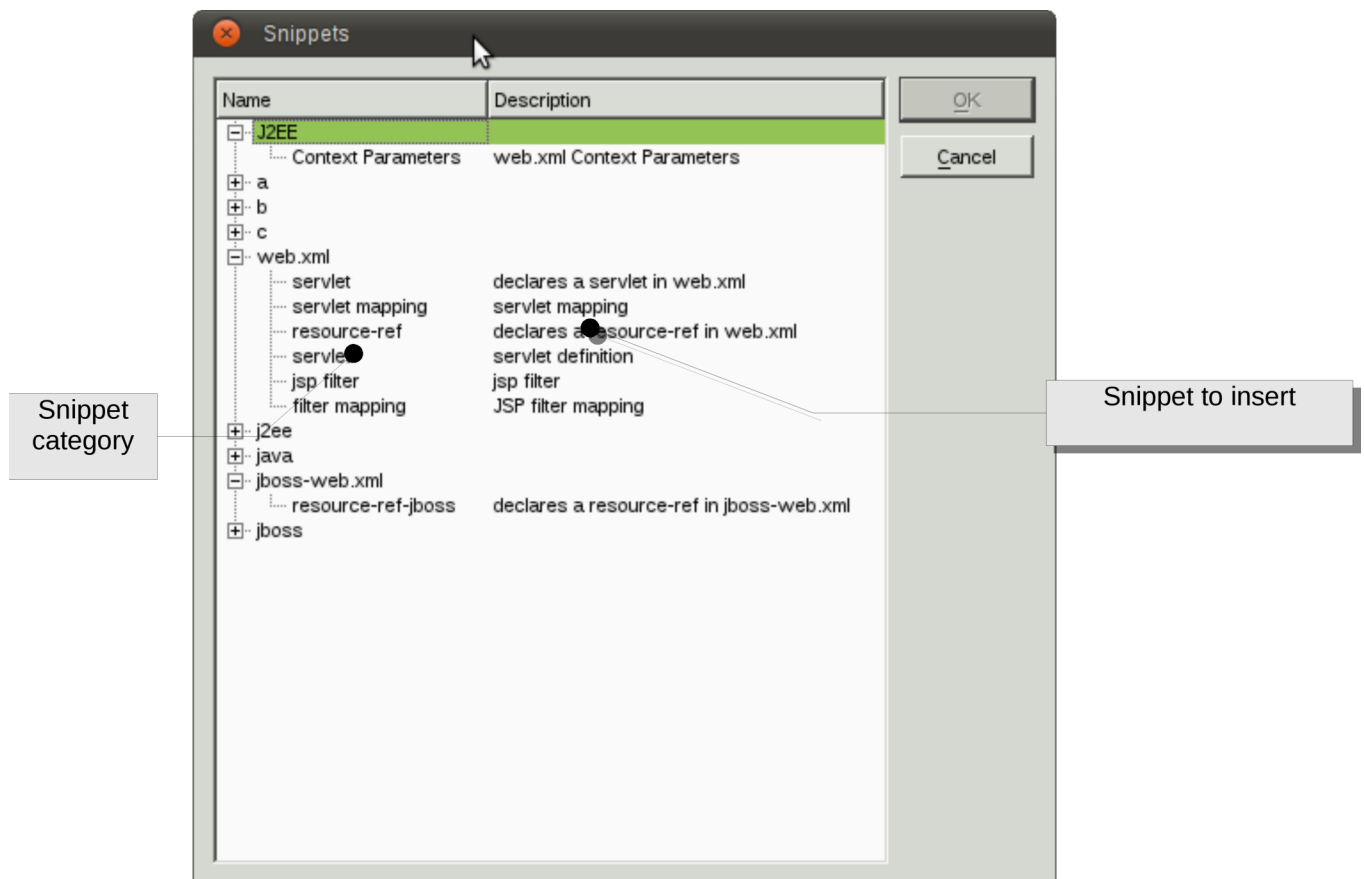 Snippets
Name Description
OK
J2EE
Context Parameters web.xml Context Parameters
Cancel
a
b
c
web.xml
servlet declares a servlet in web.xml
servlet mapping servlet mapping
resource-ref declares a resource-ref in web.xml
servlet servlet definition
jsp filter jsp filter
filter mapping JSP filter mapping
Snippet
category
Snippet to insert
j2ee
java
jboss-web.xml
resource-ref-jboss declares a resource-ref in jboss-web.xml
jboss